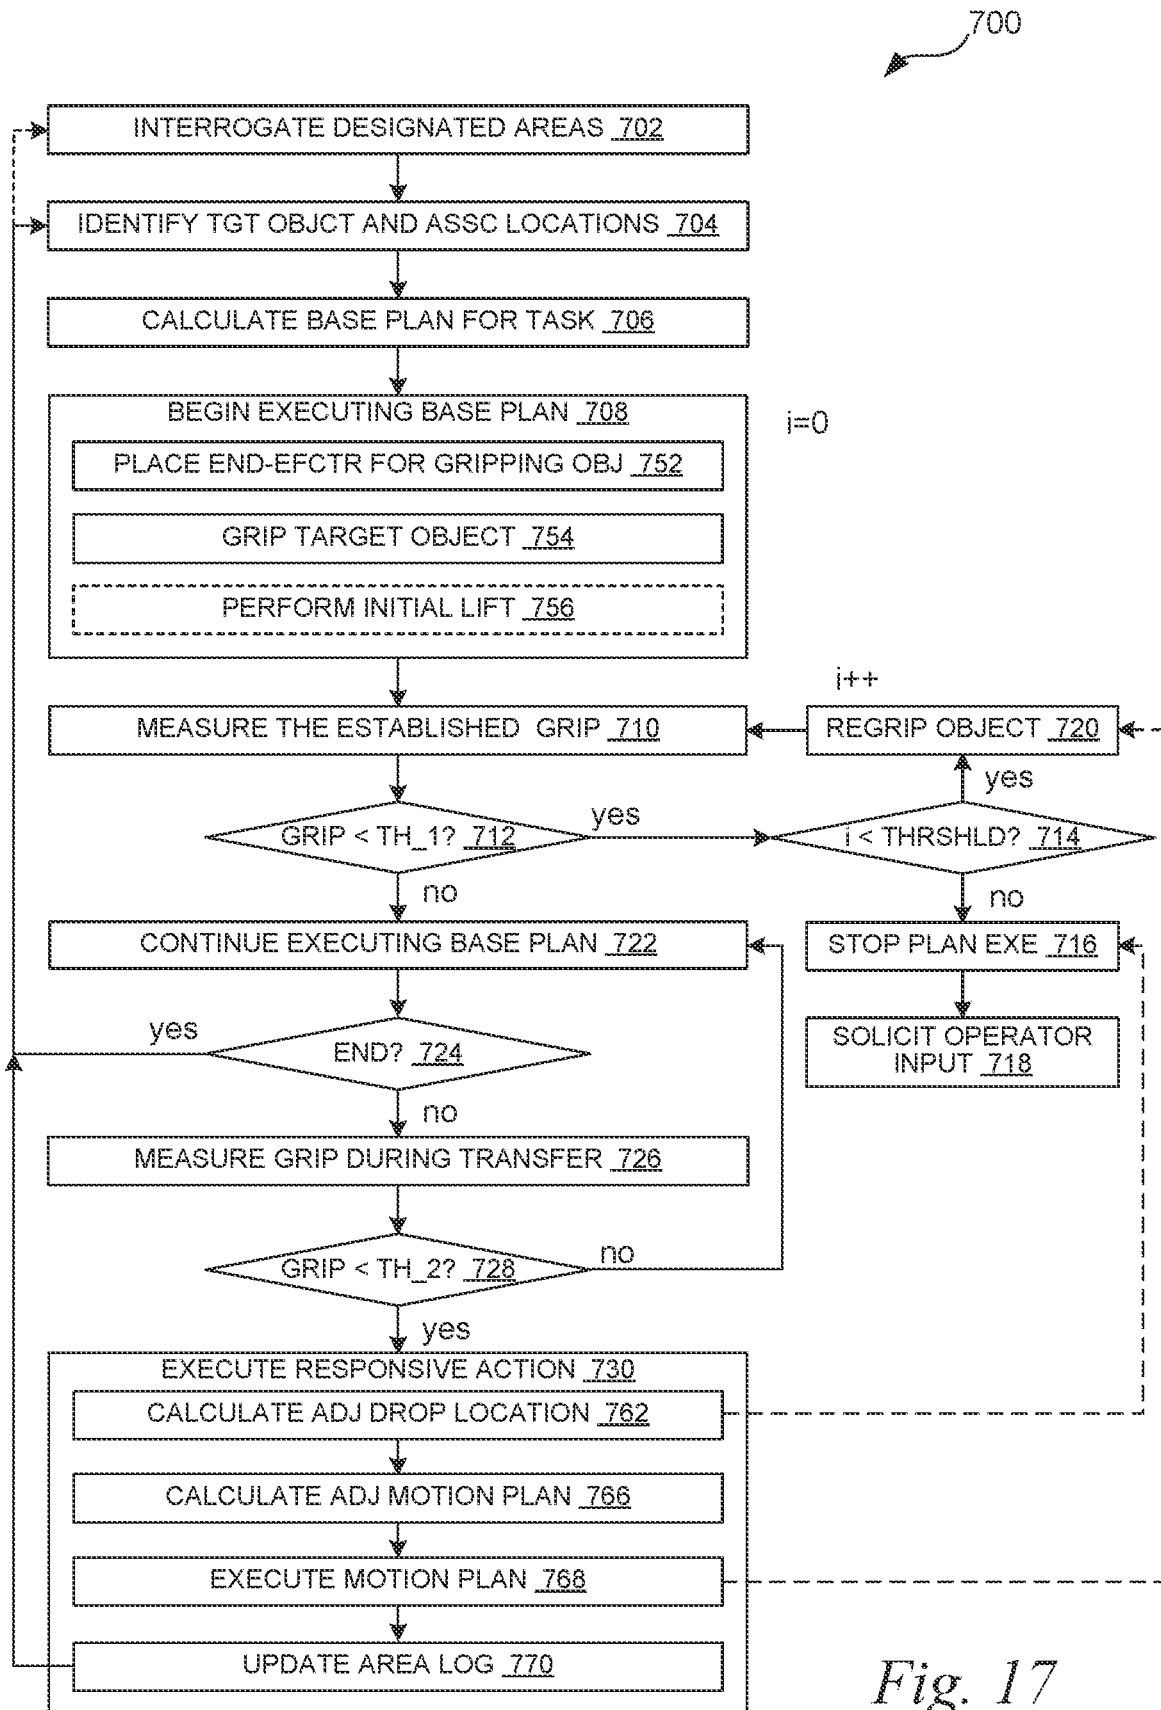 700
INTERROGATE DESIGNATED AREAS 702
IDENTIFY TGT OBJCT AND ASSC LOCATIONS 704
CALCULATE BASE PLAN FOR TASK 706
BEGIN EXECUTING BASE PLAN 708
i=0
PLACE END-EFCTR FOR GRIPPING OBJ 752
GRIP TARGET OBJECT 754
PERFORM INITIAL LIFT 756
i++
MEASURE THE ESTABLISHED GRIP 710
REGRIP OBJECT 720
yes
GRIP < TH_1? 712
yes
i < THRSHLD? 714
no
no
CONTINUE EXECUTING BASE PLAN 722
STOP PLAN EXE 716
yes
END? 724
SOLICIT OPERATOR
INPUT 718
no
MEASURE GRIP DURING TRANSFER 726
GRIP < TH_2? 728
no
yes
EXECUTE RESPONSIVE ACTION 730
CALCULATE ADJ DROP LOCATION 762
CALCULATE ADJ MOTION PLAN 766
EXECUTE MOTION PLAN 768
UPDATE AREA LOG 770
Fig. 17